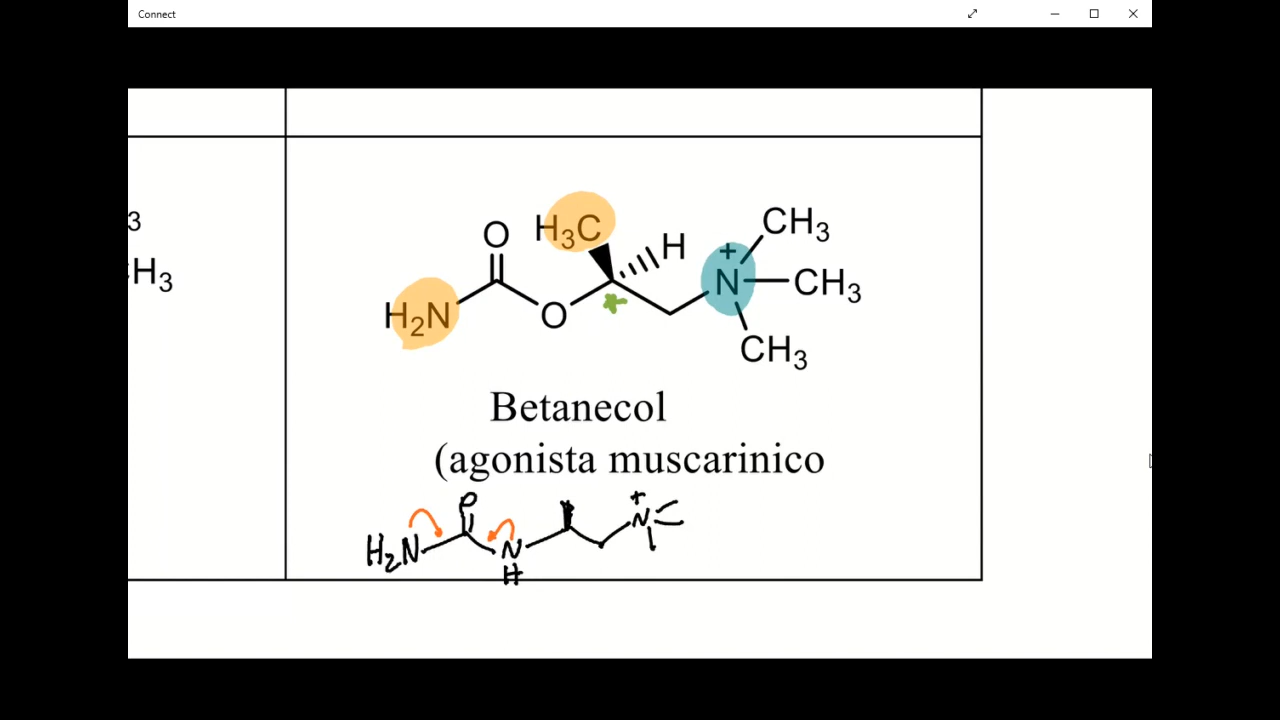 Connect
3
H₃
O
H₃C
H
+
CH₃
H₂N
O
N
CH₃
CH₃
Betanecol
(agonista muscarinico
O
+
H₂N
N
N
H